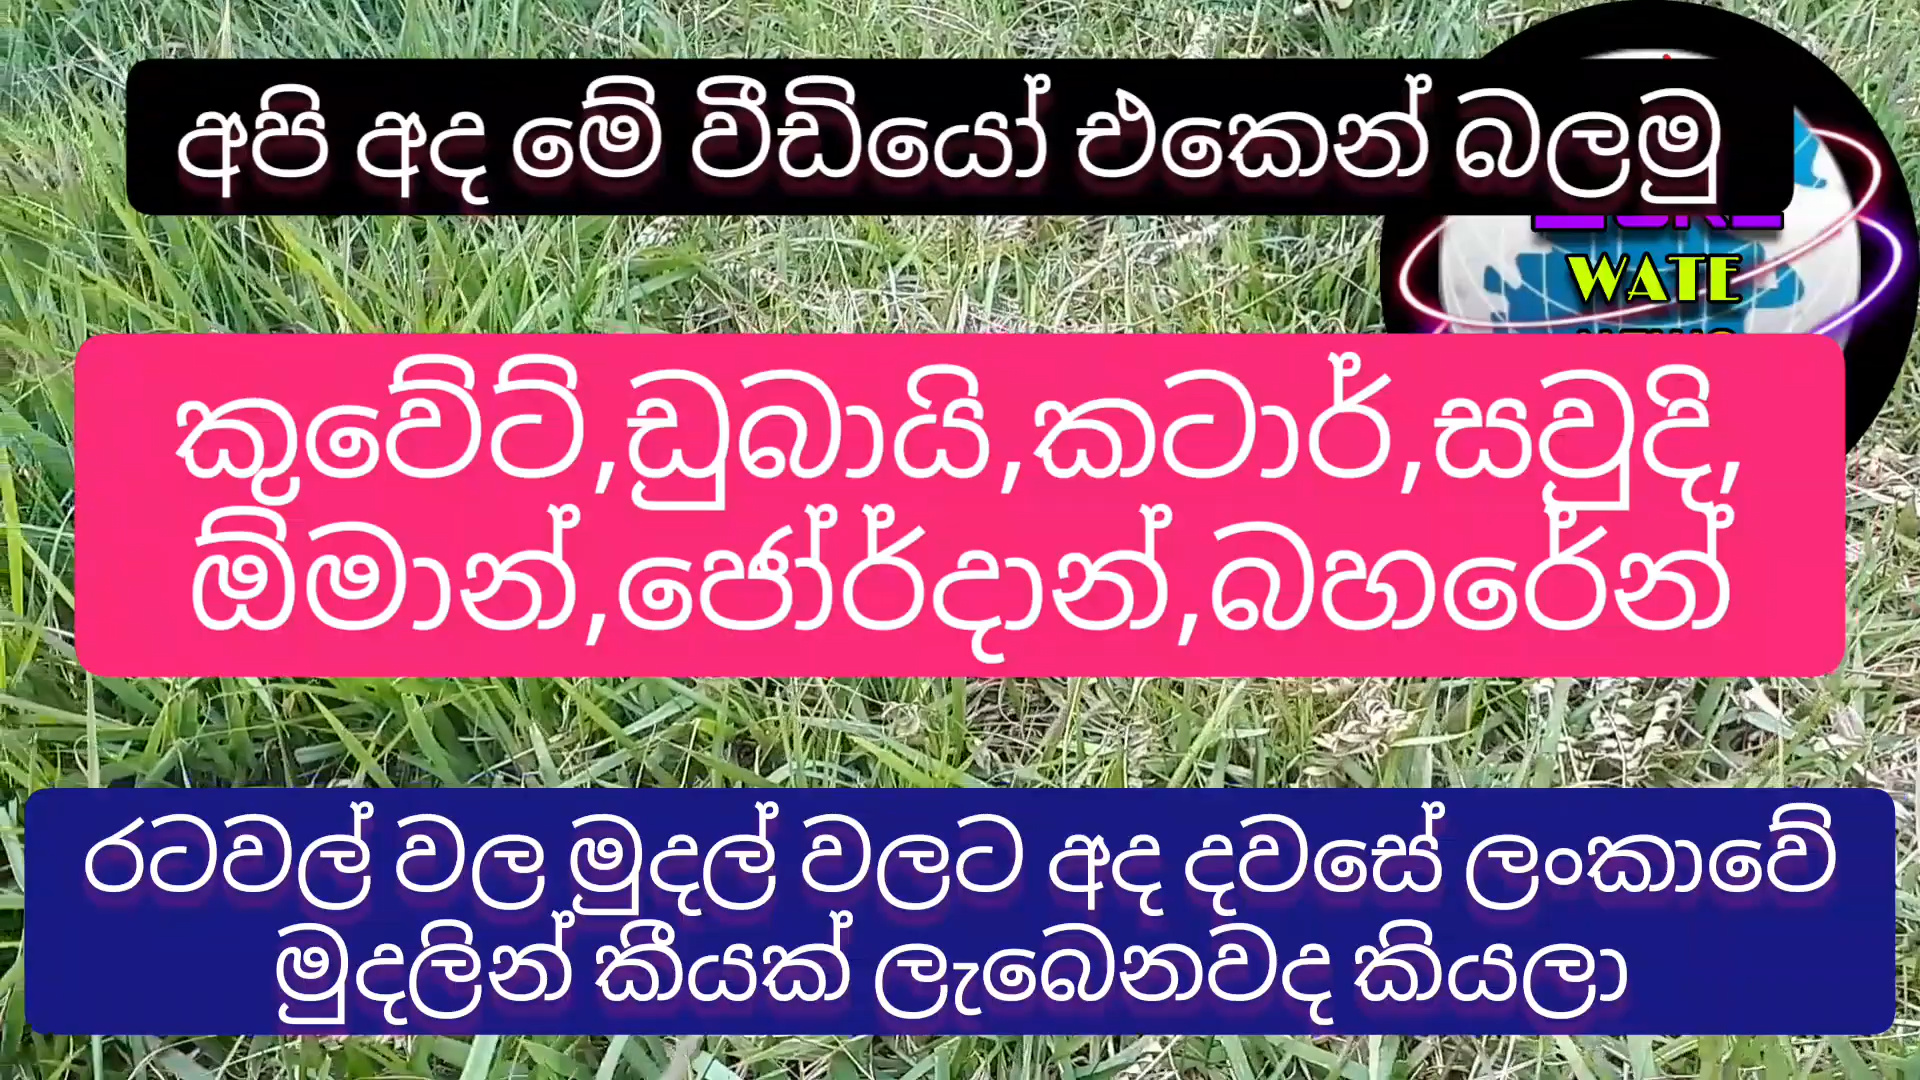 අපි අද මේ වීඩියෝ එකෙන් බලමු
WATE
කුවේට්,ඩුබායි,කටාර්,සවුදි,
ඕමාන්,ජෝර්දාන්,බහරේන්
රටවල් වල මුදල් වලට අද දවසේ ලංකාවේ
මුදලින් කීයක් ලැබෙනවද කියලා